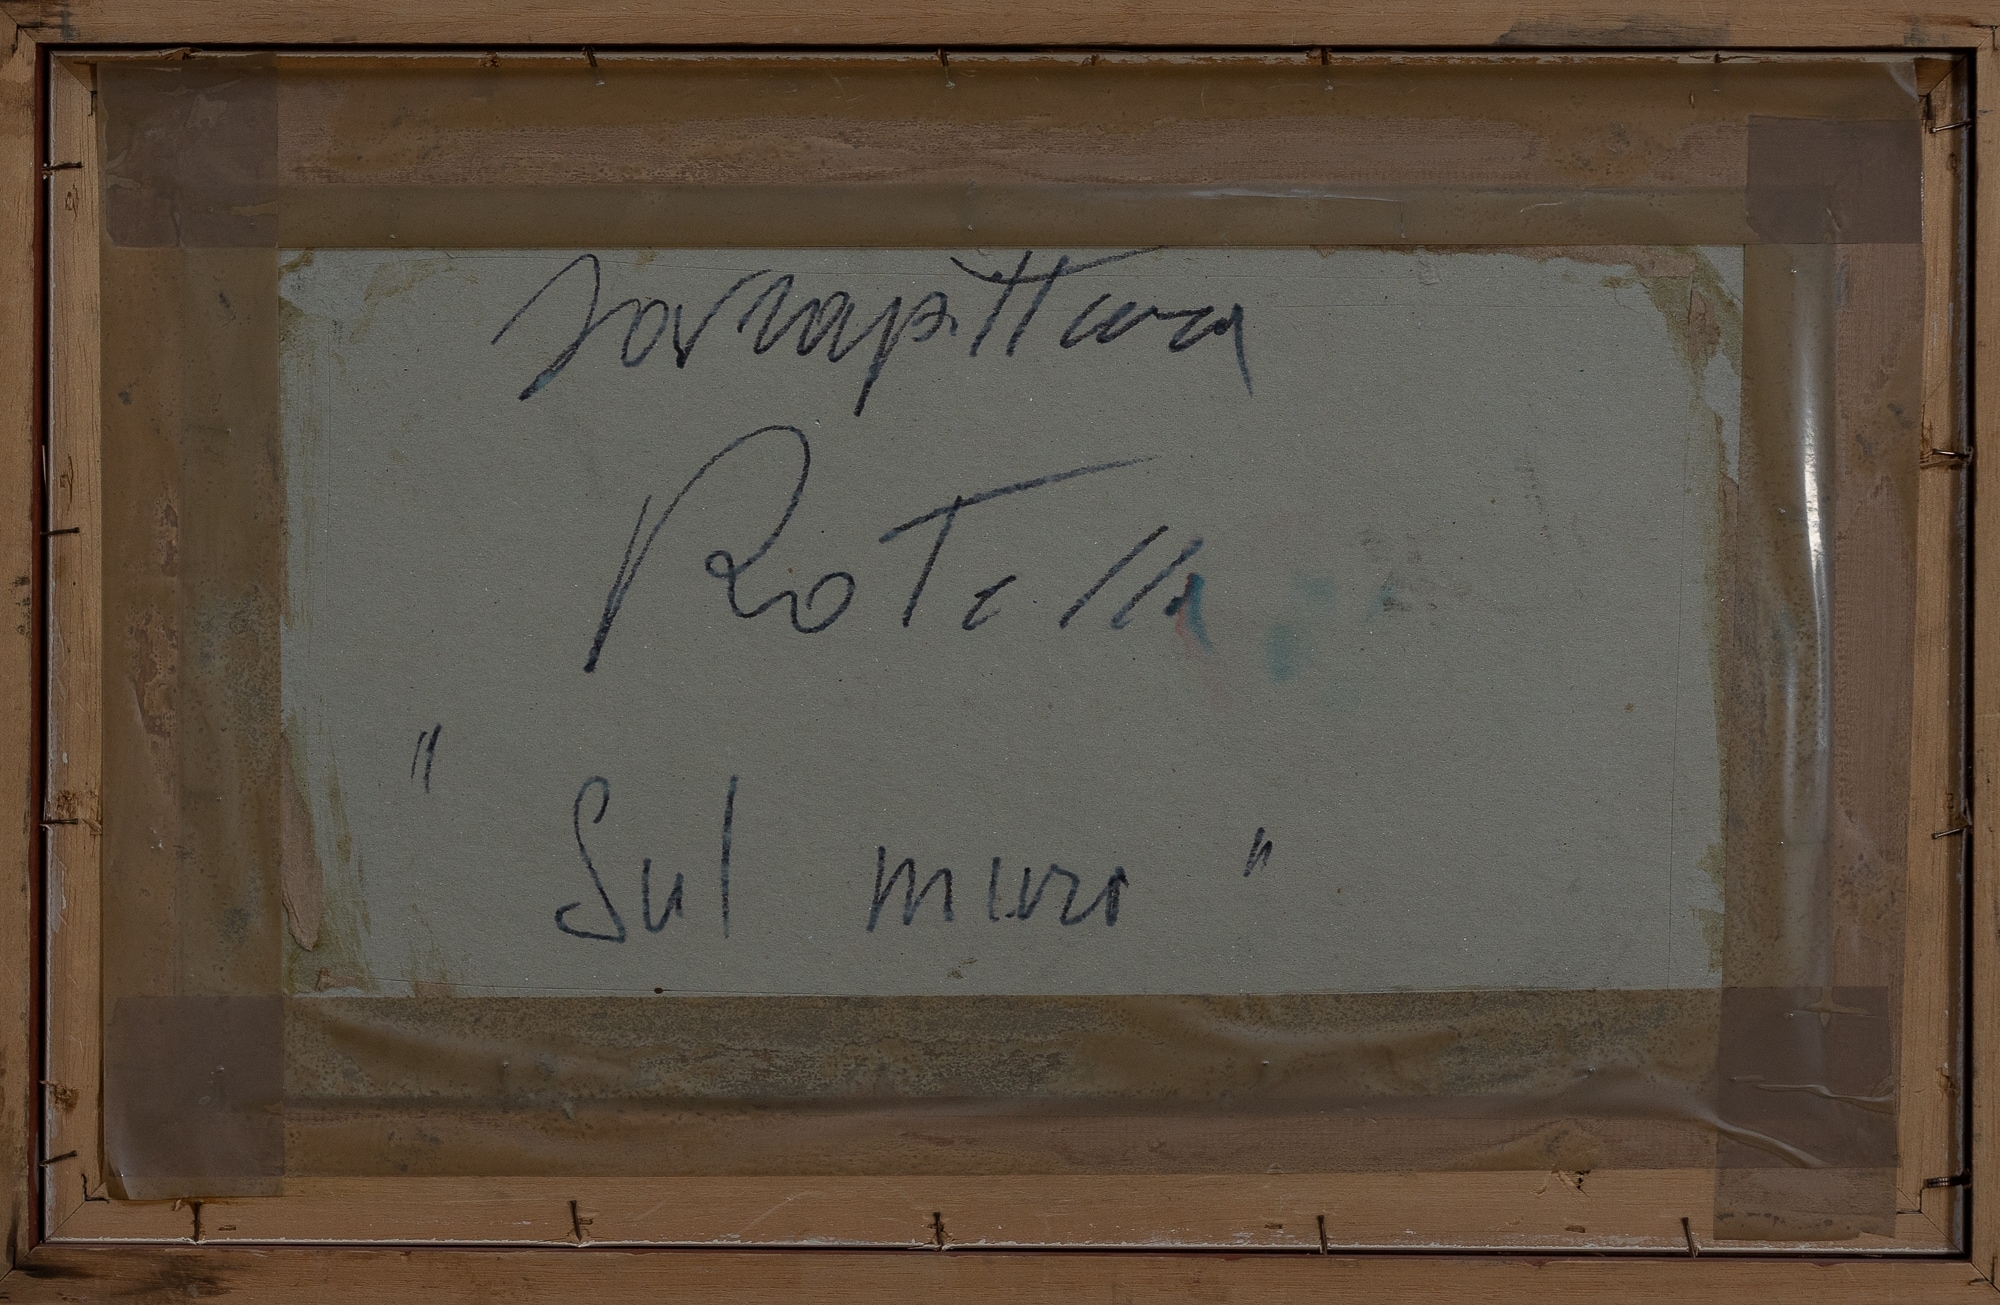 sovrapittura
Rotella
" Sul muro "